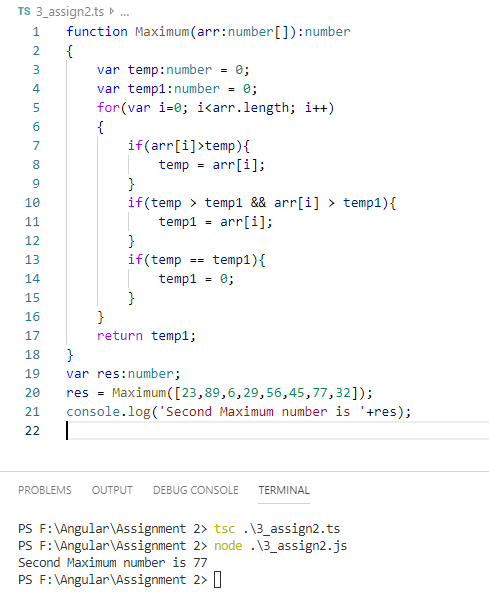 TS 3_assign2.ts > ...
1 function Maximum(arr:number[]):number
2 {
3 var temp:number = 0;
4 var temp1:number = 0;
5 for(var i=0; i<arr.length; i++)
6 {
7 if(arr[i]>temp){
8 temp = arr[i];
9 }
10 if(temp > temp1 && arr[i] > temp1){
11 temp1 = arr[i];
12 }
13 if(temp == temp1){
14 temp1 = 0;
15 }
16 }
17 return temp1;
18 }
19 var res:number;
20 res = Maximum([23,89,6,29,56,45,77,32]);
21 console.log('Second Maximum number is '+res);
22
PROBLEMS OUTPUT DEBUG CONSOLE TERMINAL
PS F:\Angular\Assignment 2> tsc .\3_assign2.ts
PS F:\Angular\Assignment 2> node .\3_assign2.js
Second Maximum number is 77
PS F:\Angular\Assignment 2>